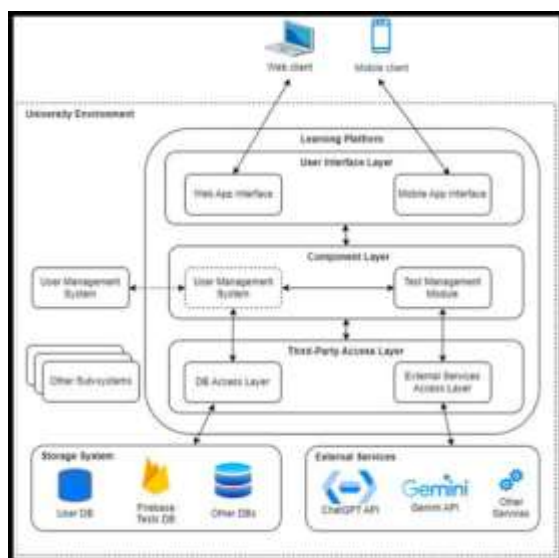 Web client
Mobile client
University Environment
Learning Platform
User Interface Layer
Web App Interface
Mobile App Interface
Component Layer
User Management
System
User Management
System
Test Management
Module
Third-Party Access Layer
Other Sub-systems
DB Access Layer
External Services
Access Layer
Storage System
External Services
User DB
Firebase
Tests DB
Other DBs
ChatGPT API
Gemini
Gemini API
Other
Services